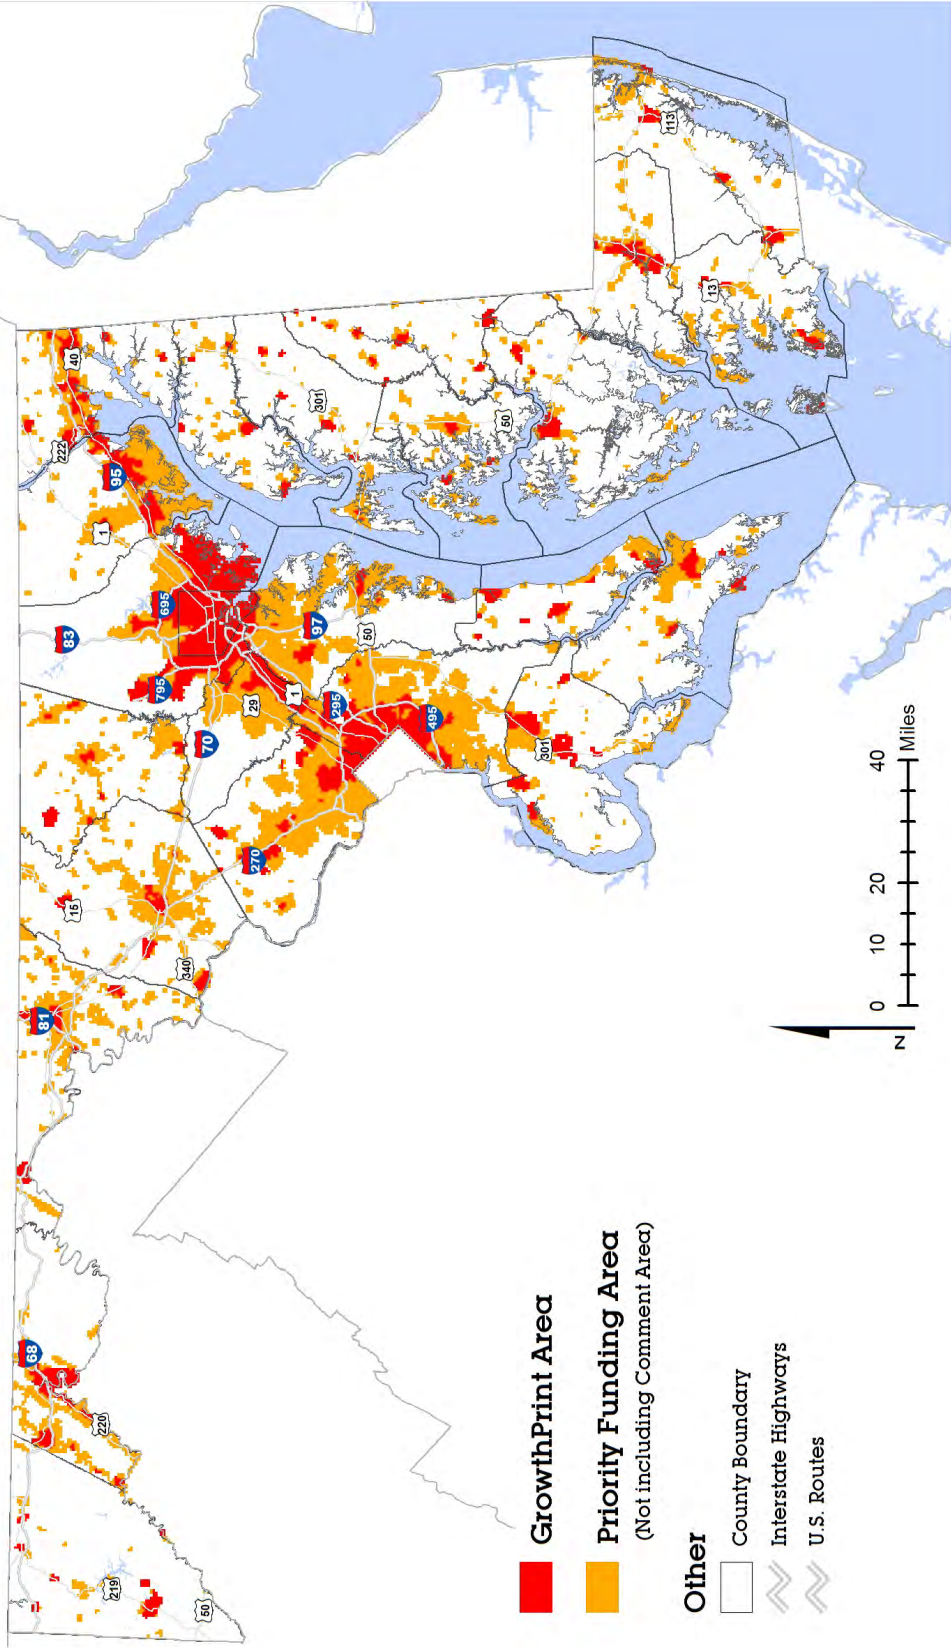 68
220
219
50
81
15
340
70
270
83
795
695
29
1
295
97
50
495
301
1
222
95
40
301
50
13
113
GrowthPrint Area
Priority Funding Area
(Not including Comment Area)
Other
County Boundary
Interstate Highways
U.S. Routes
N
0 10 20 40
Miles